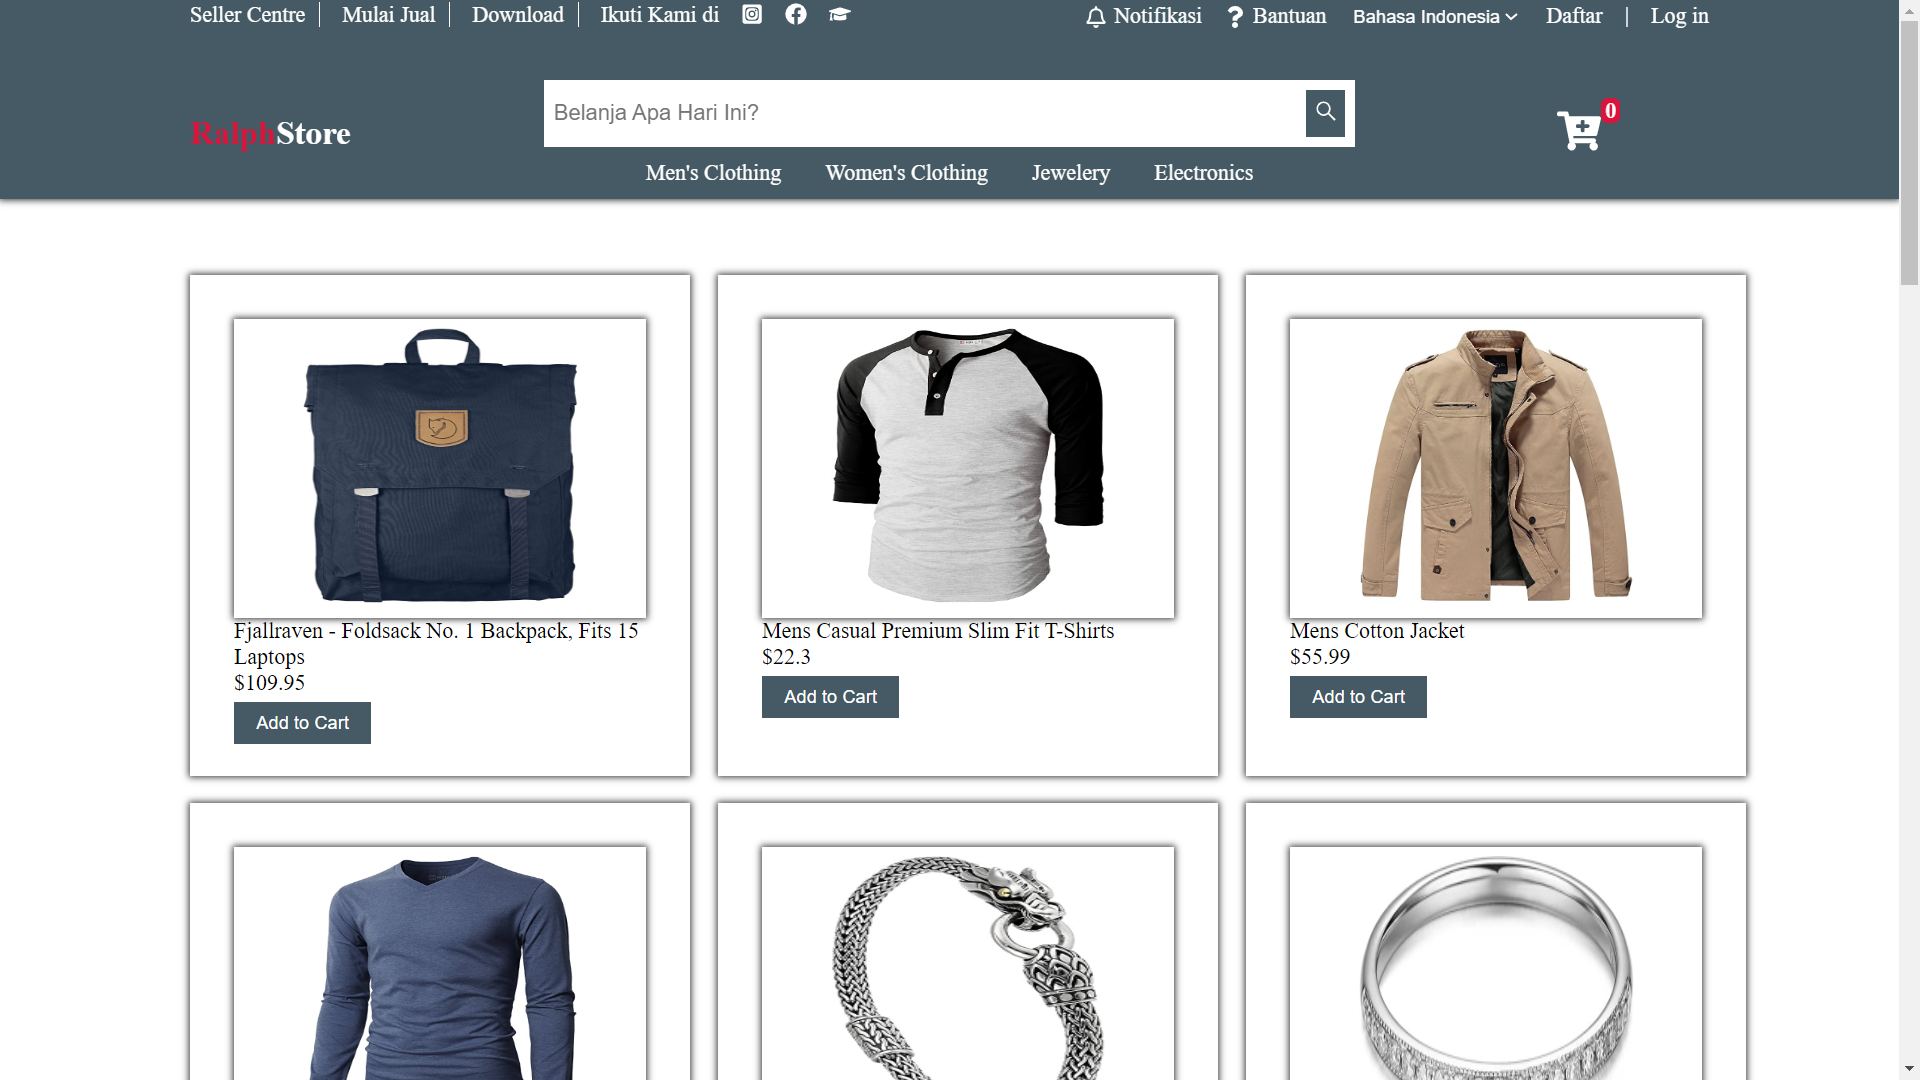 Seller Centre Mulai Jual Download Ikuti Kami di Notifikasi Bantuan Bahasa Indonesia Daftar | Log in
Belanja Apa Hari Ini?
RalphStore
0
Men's Clothing Women's Clothing Jewelery Electronics
Fjallraven - Foldsack No. 1 Backpack, Fits 15
Laptops
$109.95
Add to Cart
Mens Casual Premium Slim Fit T-Shirts
$22.3
Add to Cart
Mens Cotton Jacket
$55.99
Add to Cart